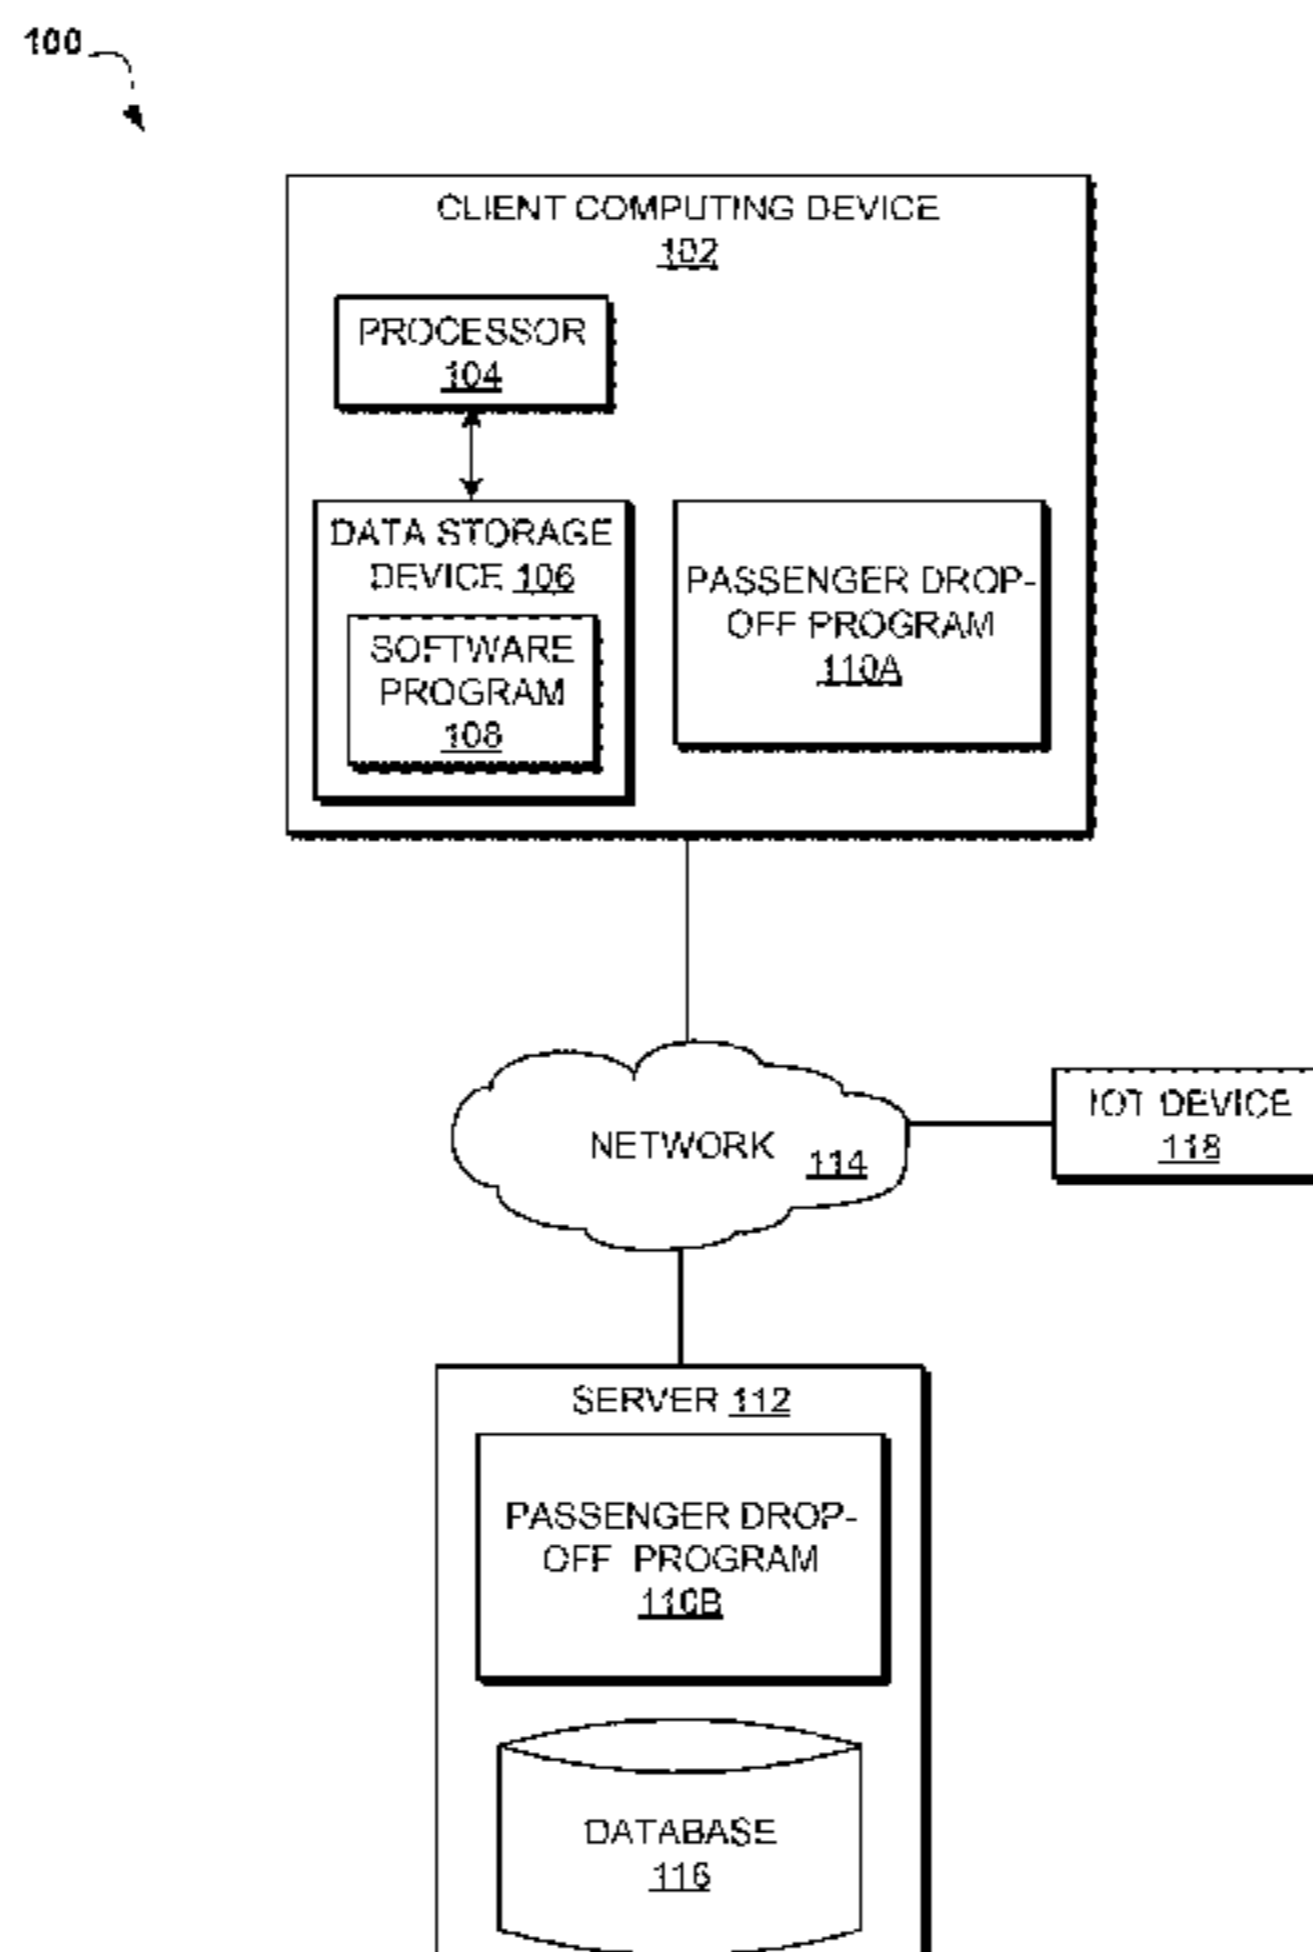 100
CLIENT COMPUTING DEVICE
102
PROCESSOR
104
DATA STORAGE
DEVICE 106
SOFTWARE
PROGRAM
108
PASSENGER DROP-
OFF PROGRAM
110A
NETWORK 114
IOT DEVICE
118
SERVER 112
PASSENGER DROP-
OFF PROGRAM
110B
DATABASE
116